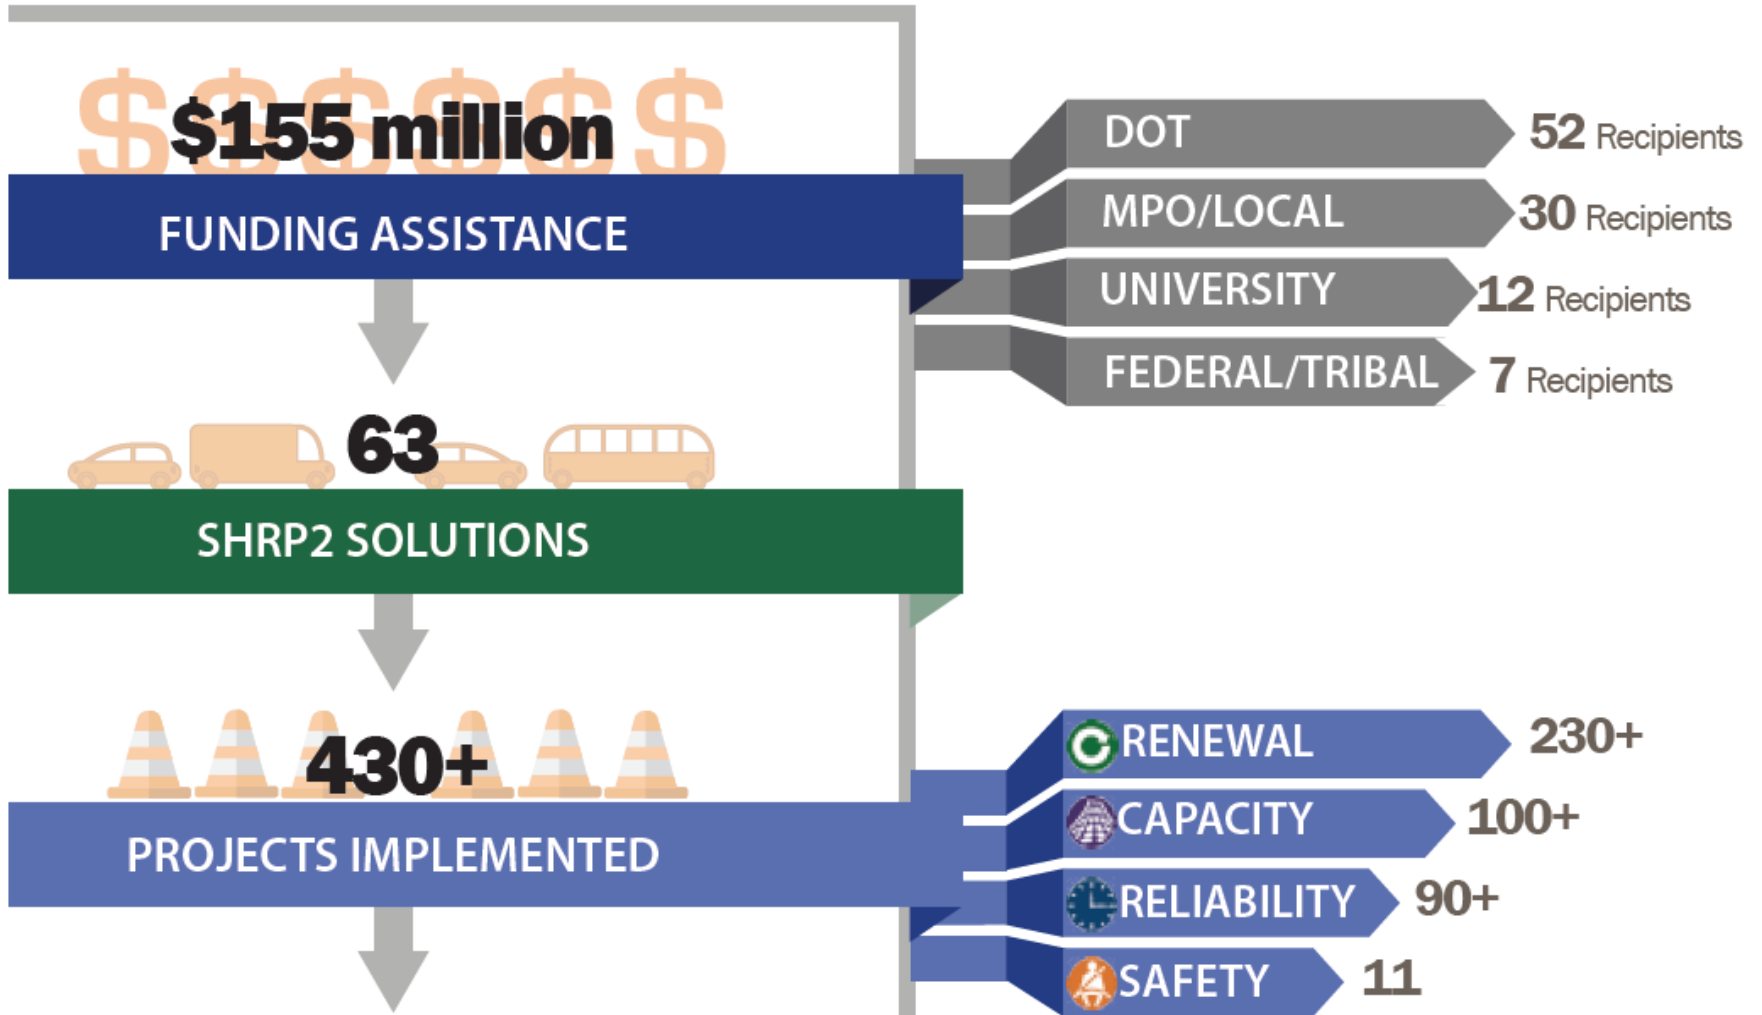 $155 million
FUNDING ASSISTANCE
DOT
52 Recipients
MPO/LOCAL
30 Recipients
UNIVERSITY
12 Recipients
FEDERAL/TRIBAL
7 Recipients
63
SHRP2 SOLUTIONS
430+
PROJECTS IMPLEMENTED
RENEWAL
230+
CAPACITY
100+
RELIABILITY
90+
SAFETY
11